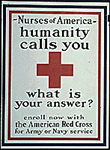 -Nurses of America-
humanity
calls you
what is
your answer?
enroll now with
the American Red Cross
for Army or Navy service